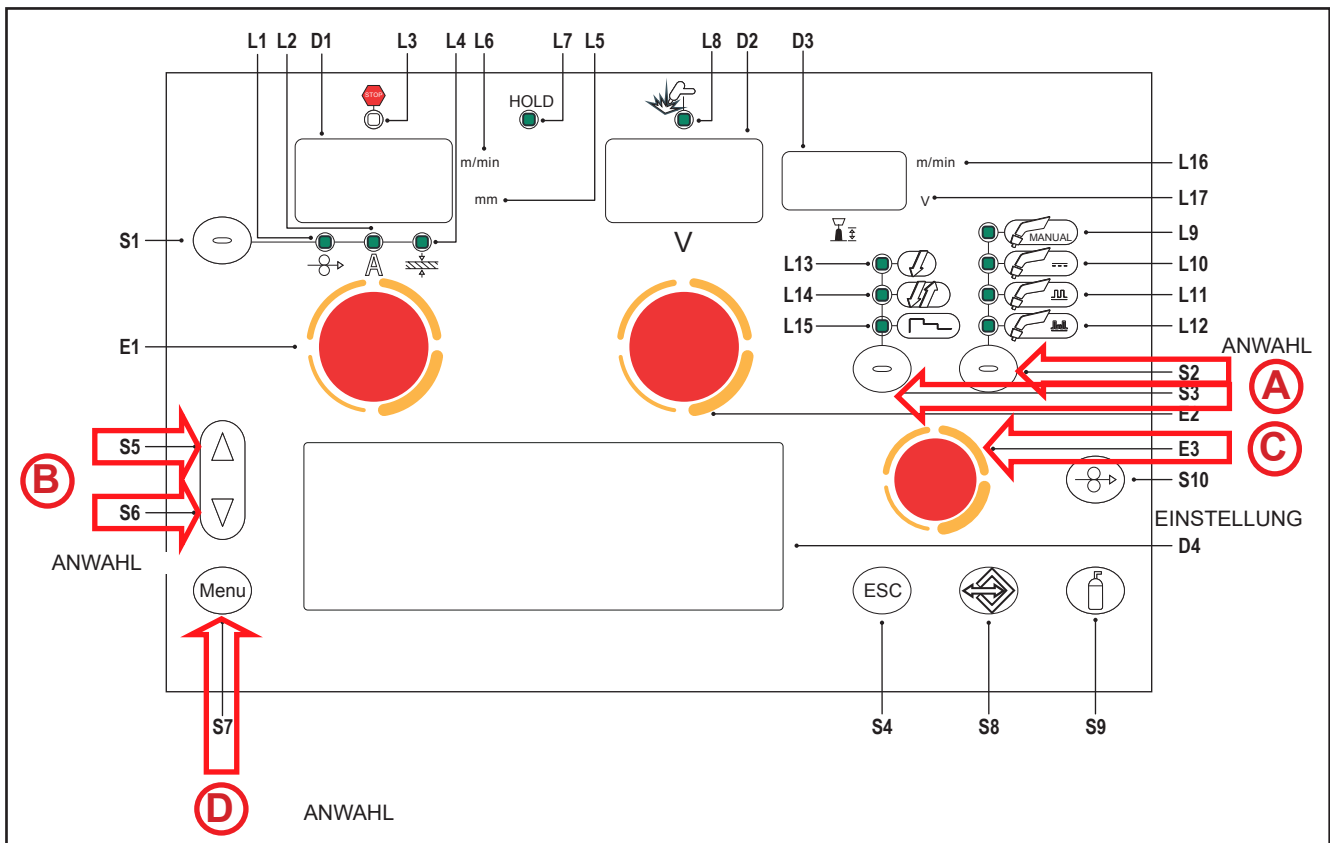 L1 L2 D1 L3 L4 L6 L7 L5 L8 D2 D3
STOP
HOLD
m/min
m/min
L16
mm
V
L17
S1
A
V
MANUAL
L9
L13
L10
L14
L11
L15
L12
E1
ANWAHL
S2
A
S3
E2
S5
E3
C
B
S10
S6
EINSTELLUNG
D4
ANWAHL
Menu
ESC
S7
S4
S8
S9
D
ANWAHL